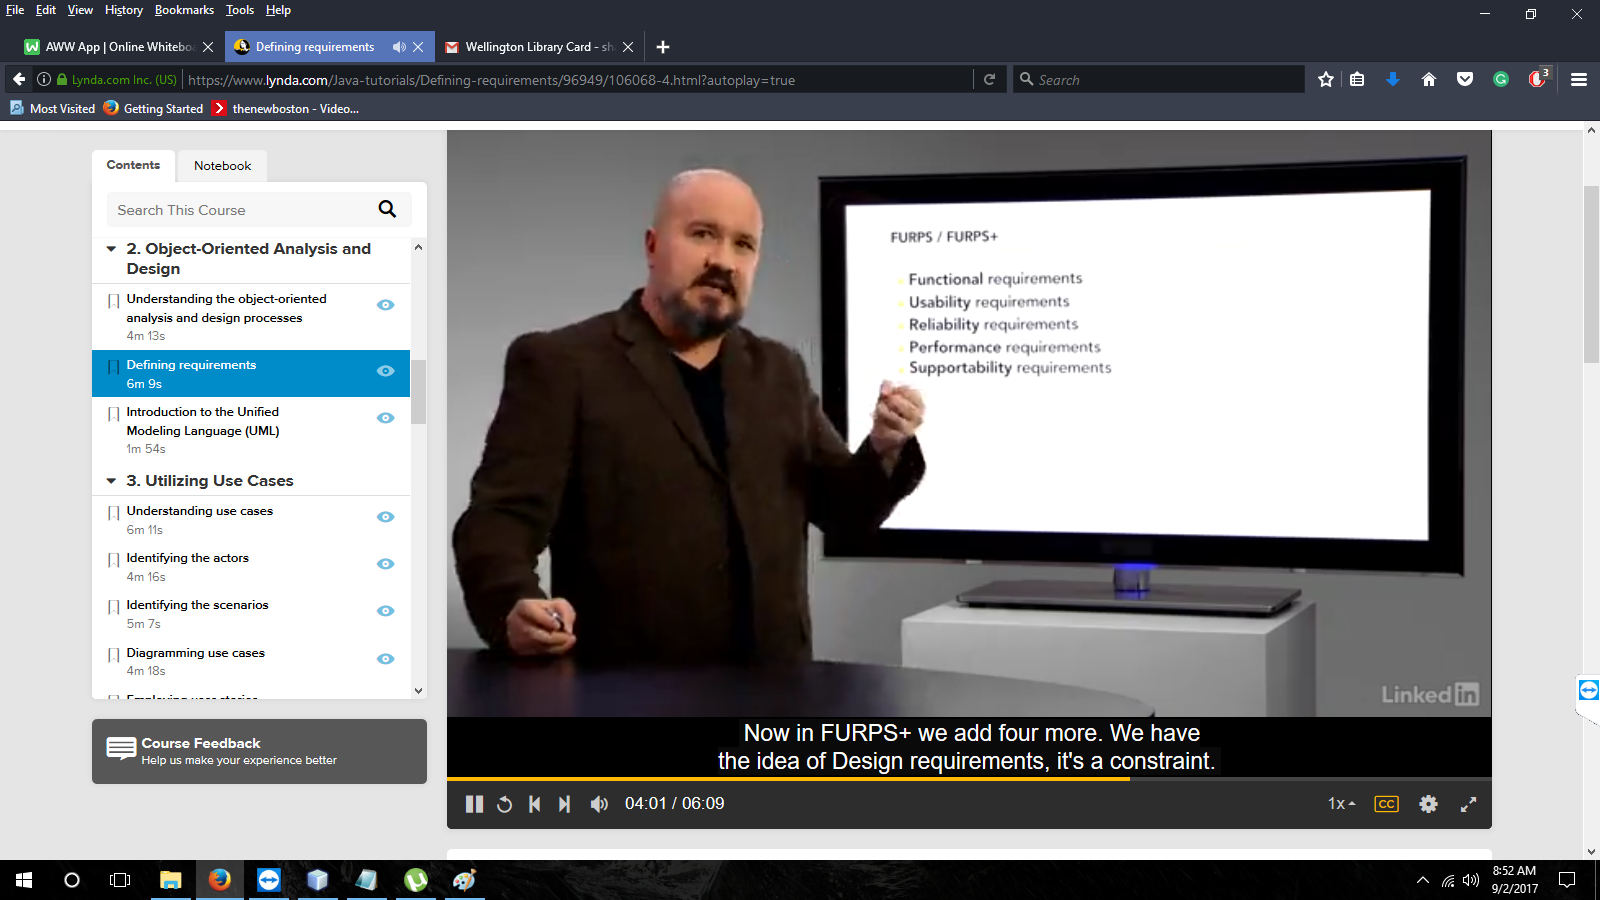 File Edit View History Bookmarks Tools Help
AWW App | Online Whitebo
Defining requirements
Wellington Library Card - sh
Lynda.com Inc. (US)
https://www.lynda.com/Java-tutorials/Defining-requirements/96949/106068-4.html?autoplay=true
Search
3
Most Visited
Getting Started
thenewboston - Video...
Contents
Notebook
Search This Course
2. Object-Oriented Analysis and
Design
Understanding the object-oriented
analysis and design processes
4m 13s
Defining requirements
6m 9s
Introduction to the Unified
Modeling Language (UML)
1m 54s
3. Utilizing Use Cases
Understanding use cases
6m 11s
Identifying the actors
4m 16s
Identifying the scenarios
5m 7s
Diagramming use cases
4m 18s
Course Feedback
Help us make your experience better
FURPS / FURPS+
Functional requirements
Usability requirements
Reliability requirements
Performance requirements
Supportability requirements
Linked in
Now in FURPS+ we add four more. We have
the idea of Design requirements, it's a constraint.
04:01 / 06:09
1x
CC
8:52 AM
9/2/2017